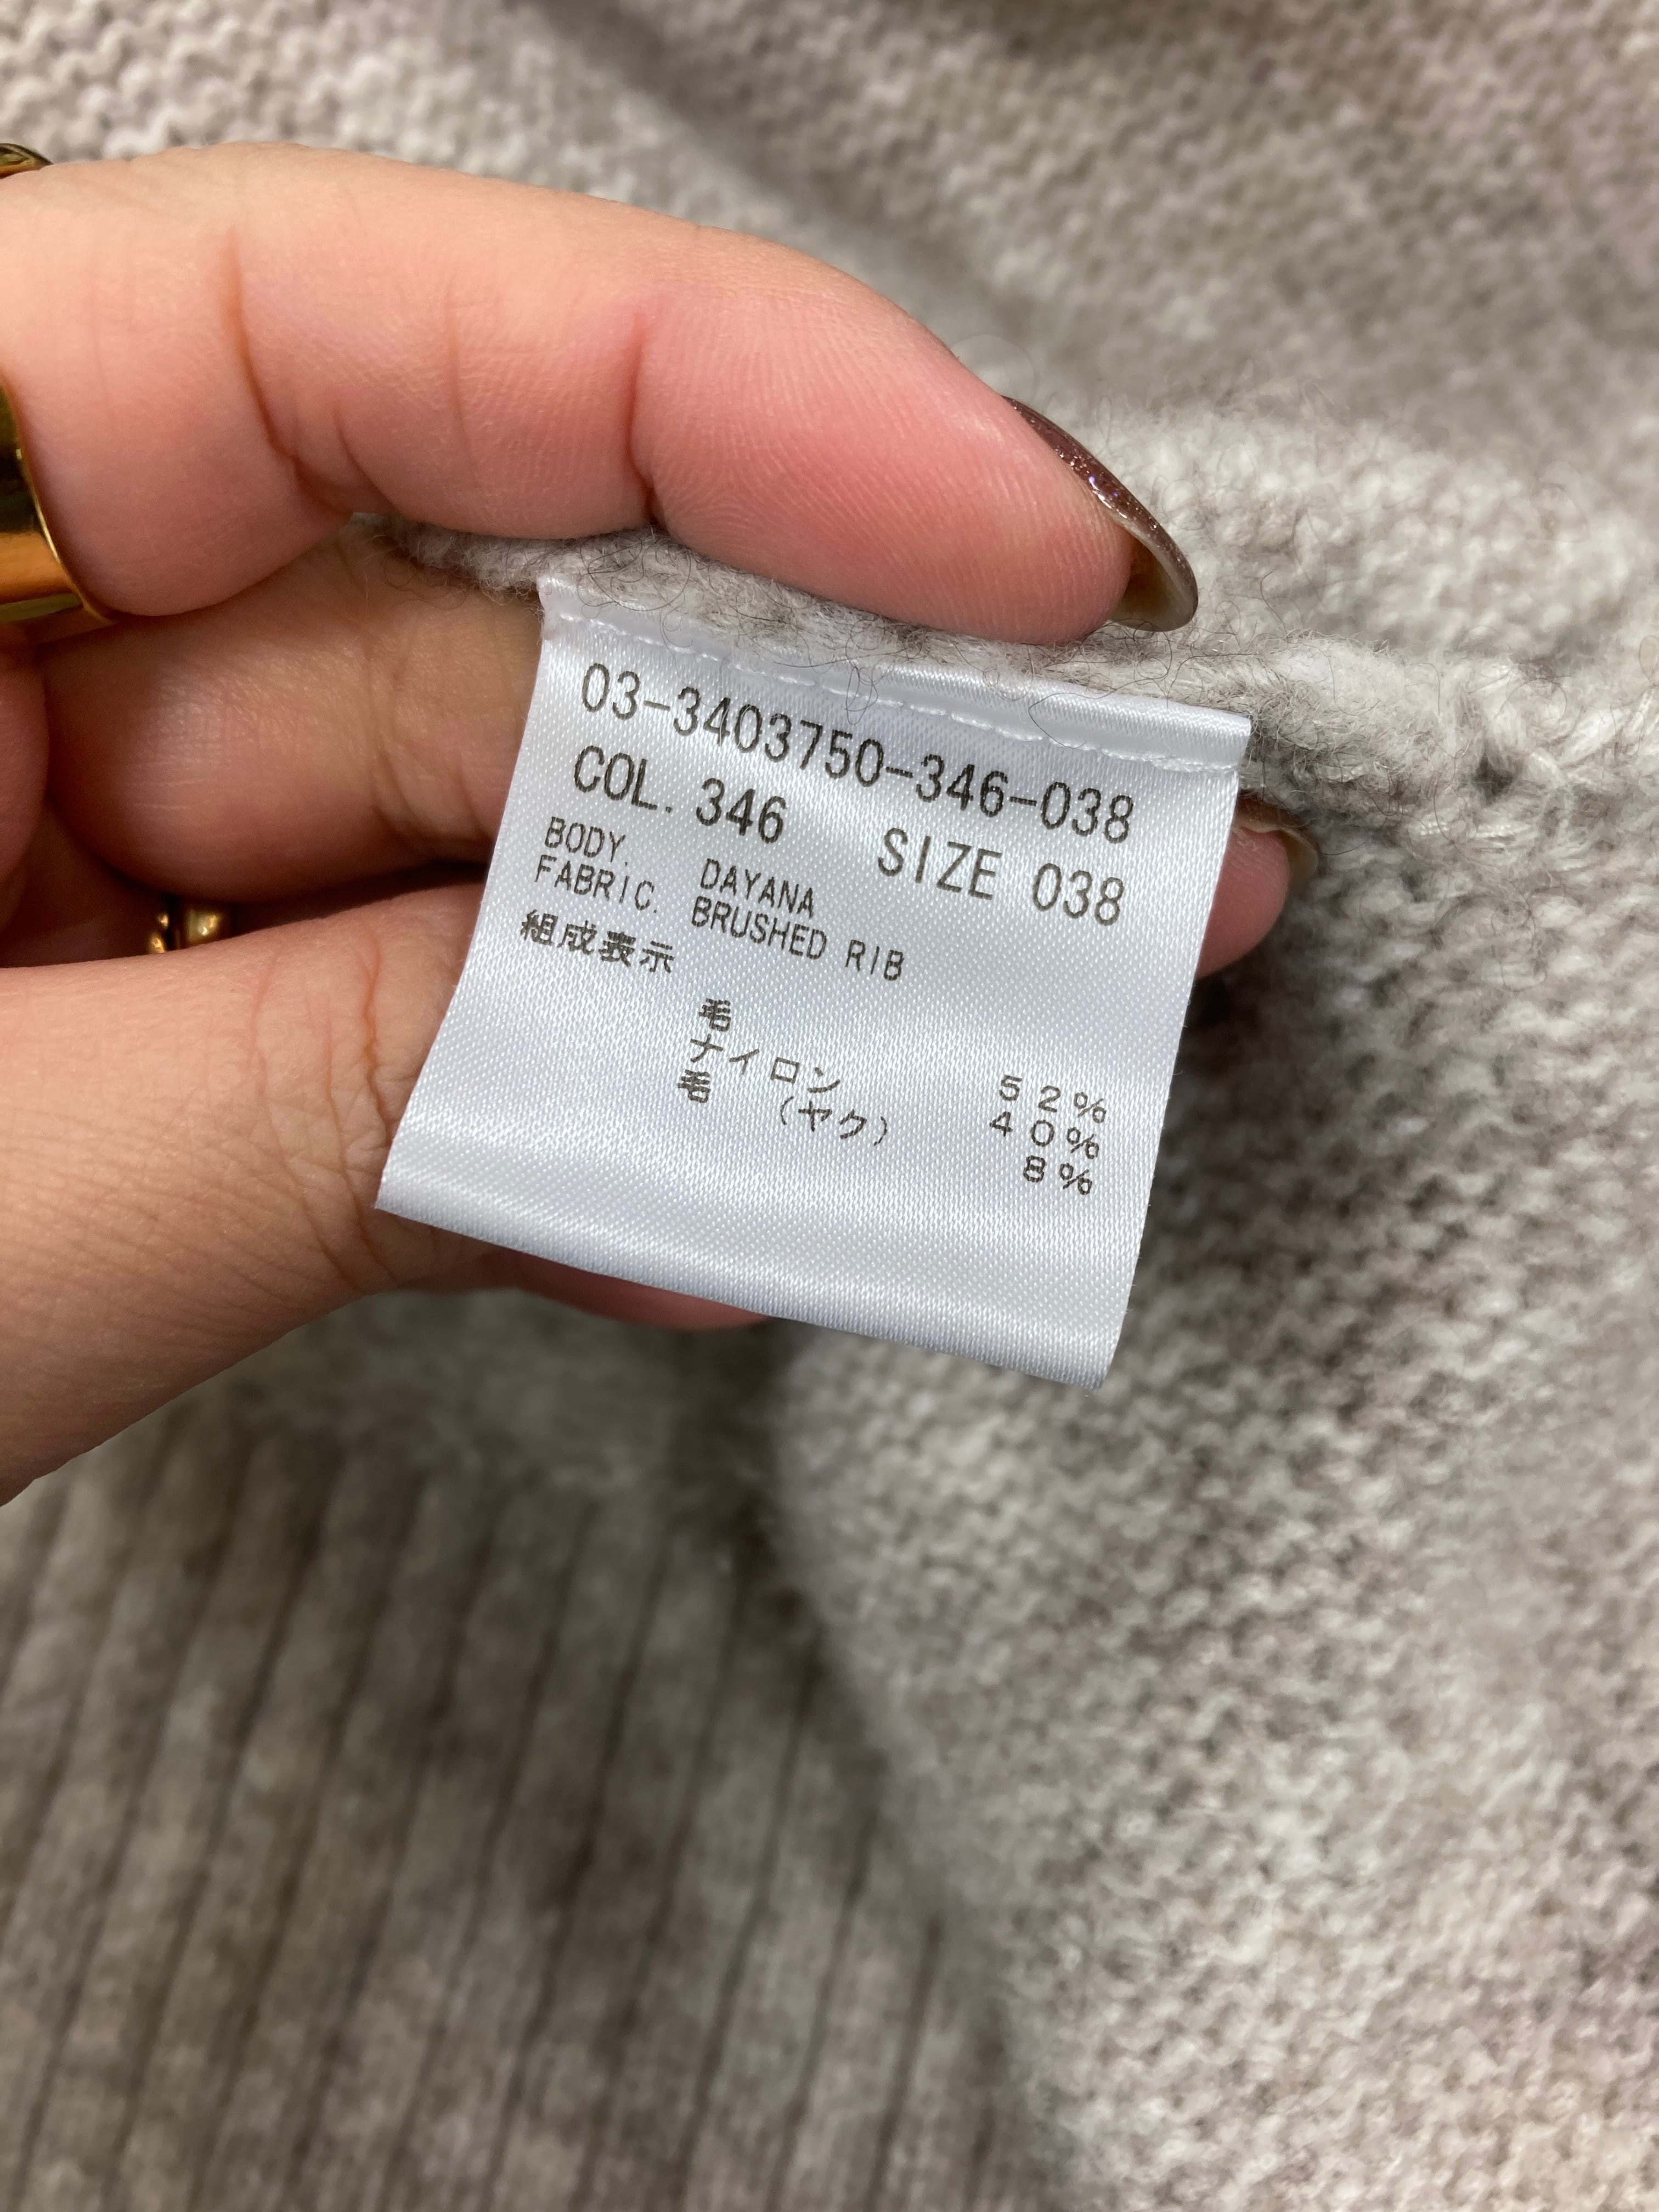 03-3403750-346-038
COL. 346 SIZE 038
BODY. DAYANA
FABRIC. BRUSHED RIB
組成表示
毛 52%
ナイロン 40%
毛 (ヤク) 8%